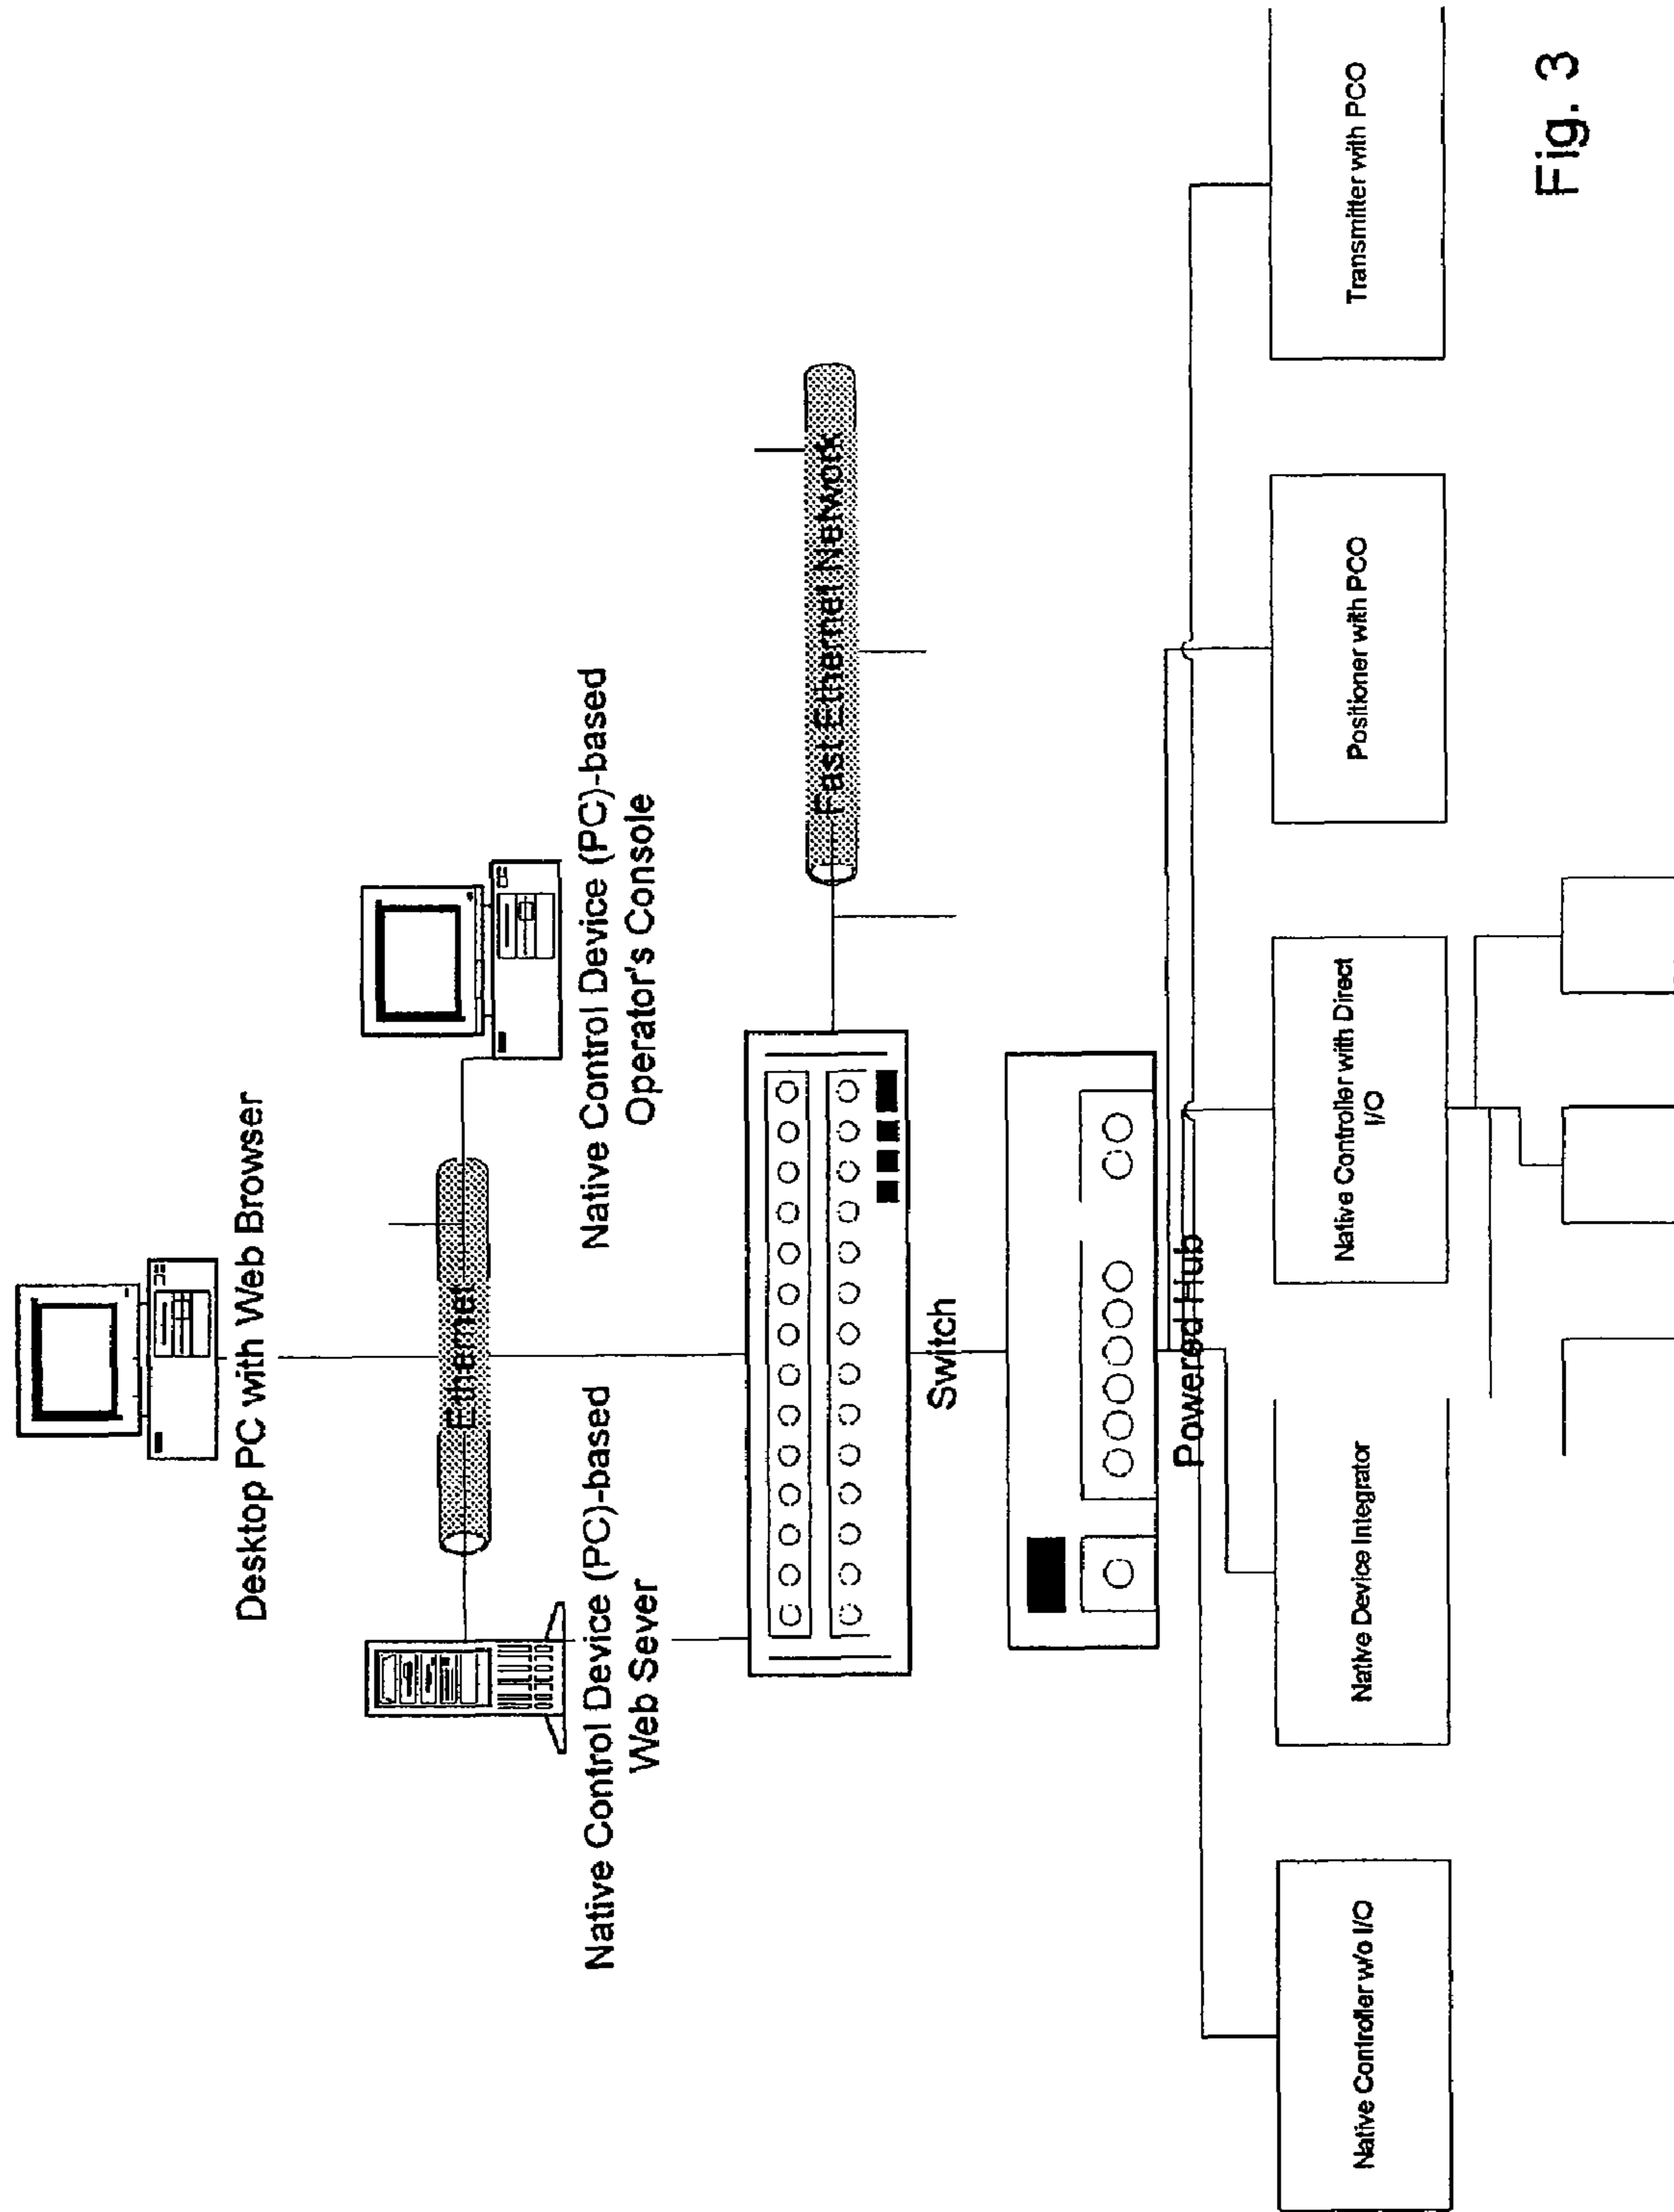 Desktop PC with Web Browser
Ethernet
Native Control Device (PC)-based
Web Sever
Native Control Device (PC)-based
Operator's Console
Fast Ethernet Network
Switch
Powered Hub
Native Controller w/o I/O
Native Device Integrator
Native Controller with Direct
I/O
Positioner with PCO
Transmitter with PCO
Fig. 3